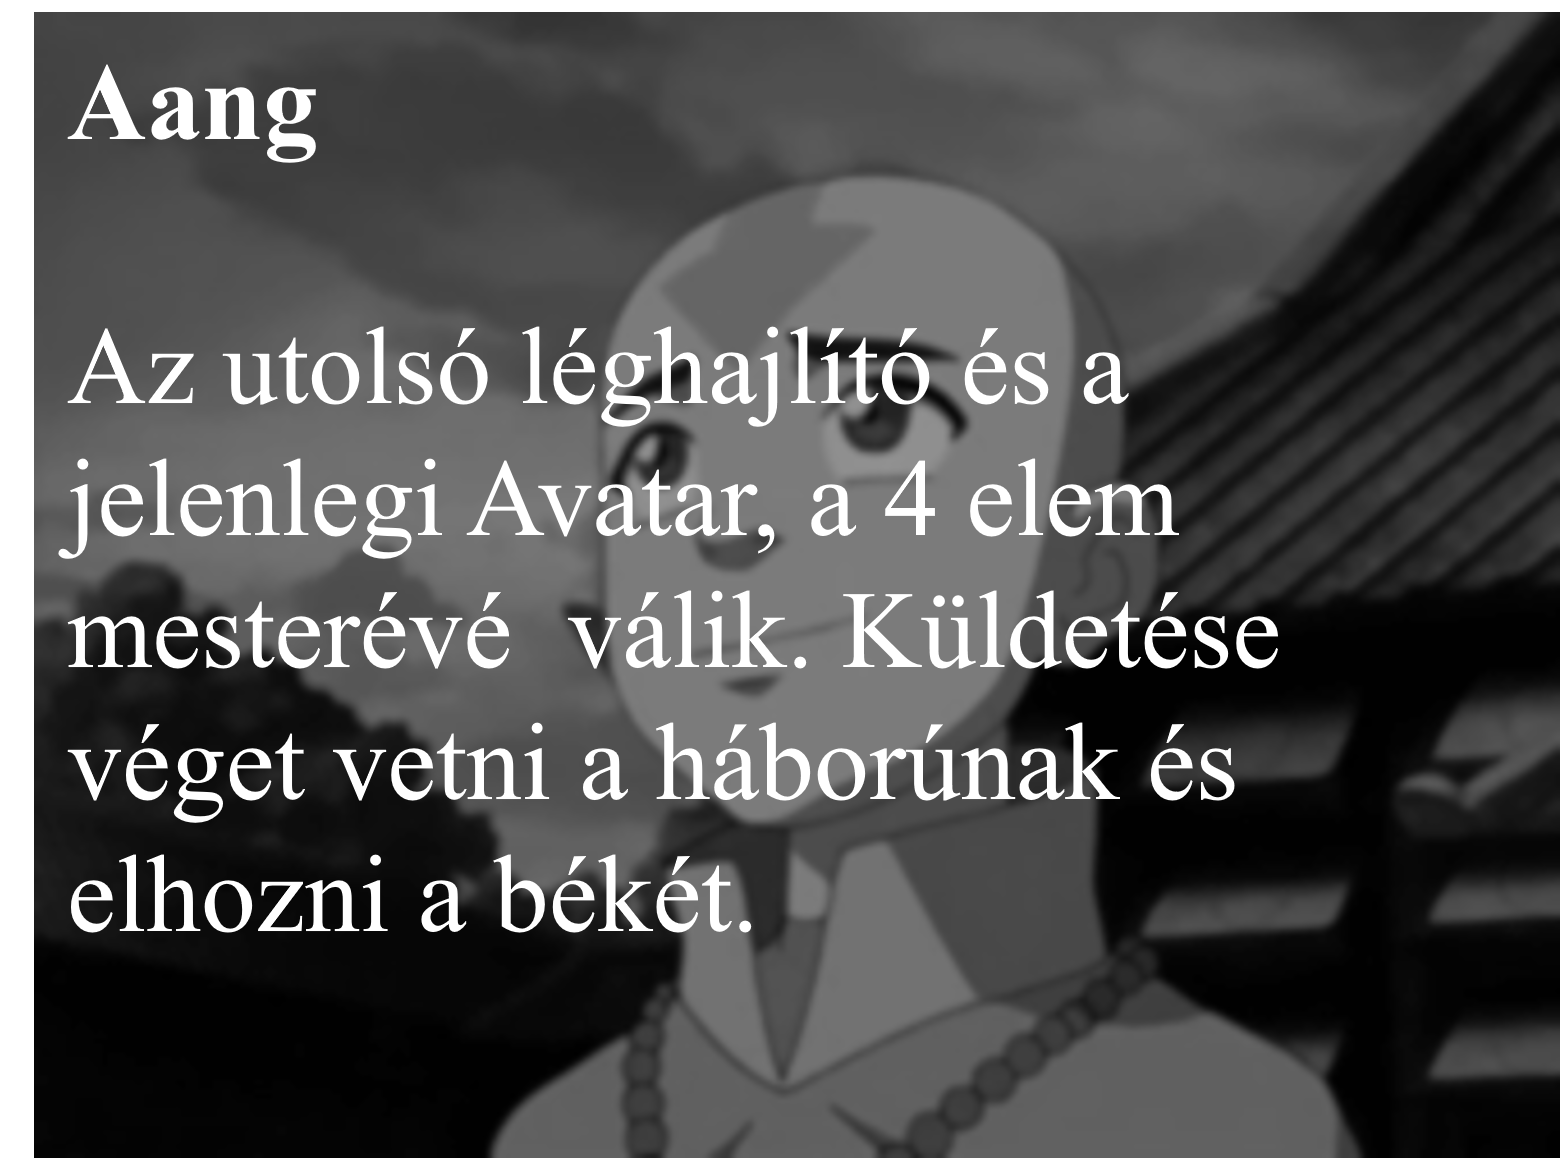 Aang
Az utolsó léghajlító és a
jelenlegi Avatar, a 4 elem
mesterévé  válik. Küldetése
véget vetni a háborúnak és
elhozni a békét.